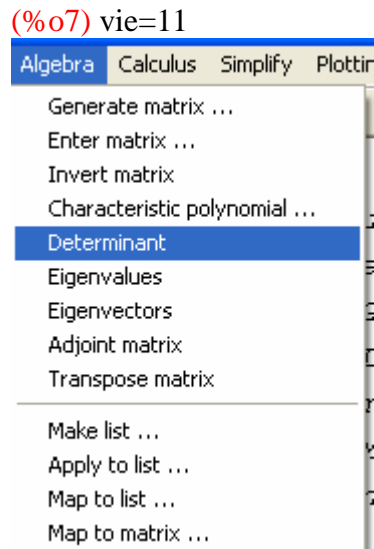 (%o7) vie=11
Algebra Calculus Simplify Plottin
Generate matrix ...
Enter matrix ...
Invert matrix
Characteristic polynomial ...
Determinant
Eigenvalues
Eigenvectors
Adjoint matrix
Transpose matrix
Make list ...
Apply to list ...
Map to list ...
Map to matrix ...